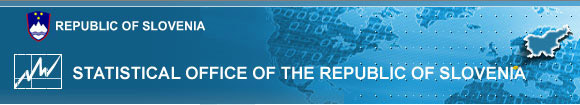 REPUBLIC OF SLOVENIA
STATISTICAL OFFICE OF THE REPUBLIC OF SLOVENIA